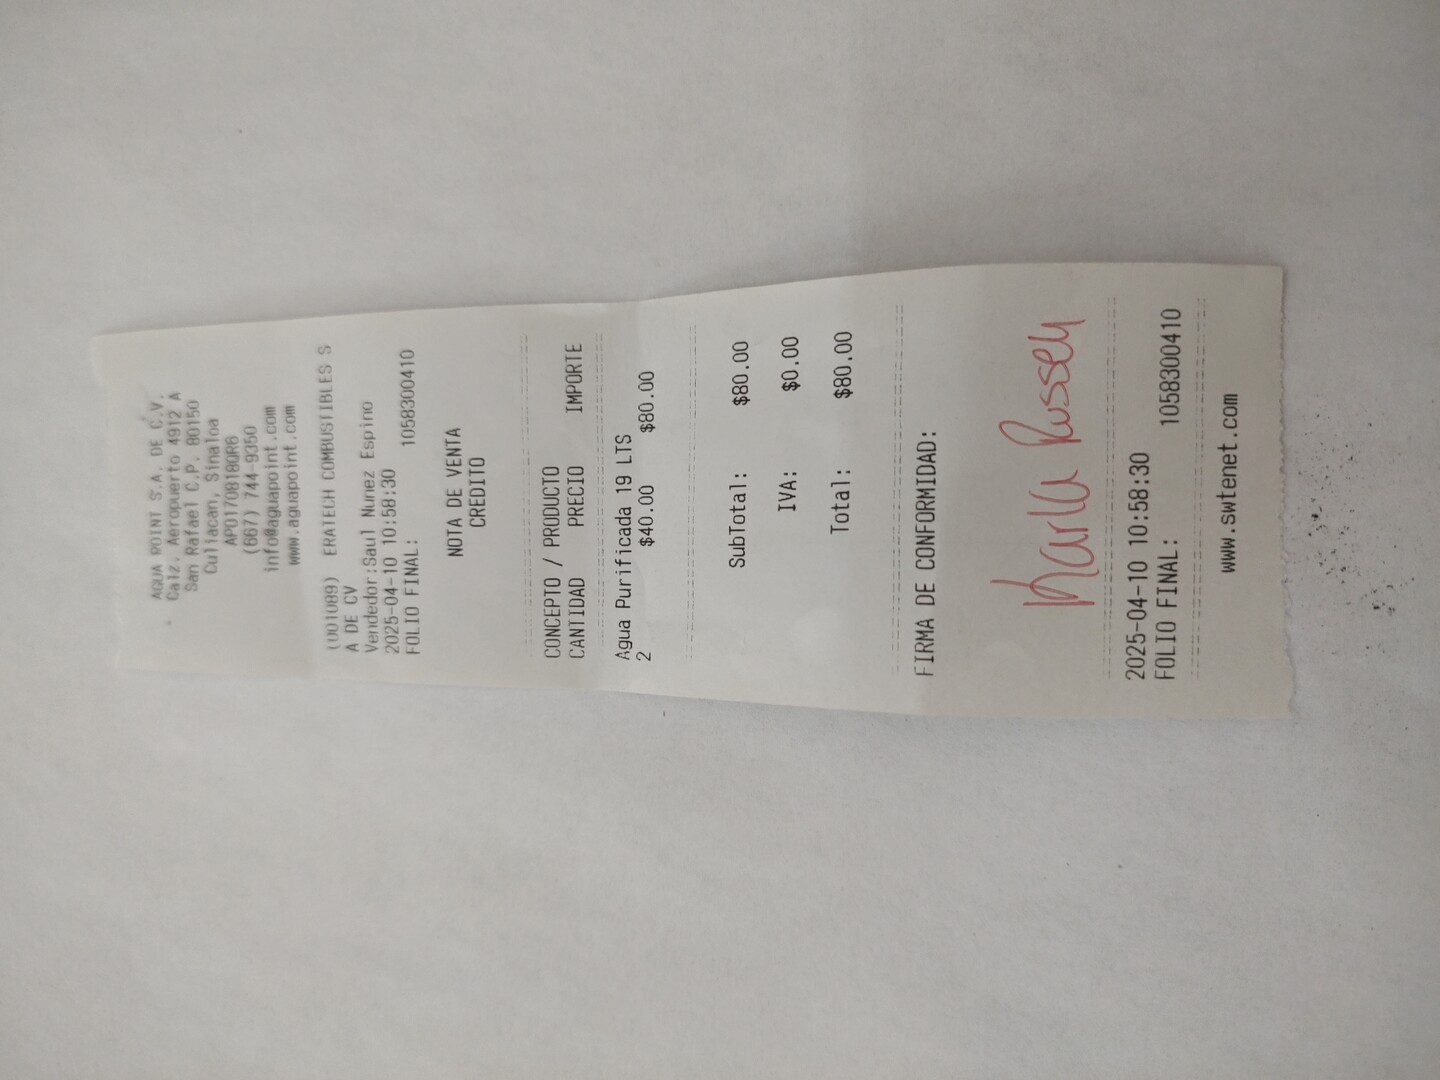 AGUA POINT S.A. DE C.V.
Calz. Aeropuerto 4912 A
San Rafael C.P. 80150
Culiacan, Sinaloa
APO170818QR6
(667) 744-9350
info@aguapoint.com
www.aguapoint.com
(001089) ERATECH COMBUSTIBLES S
A DE CV
Vendedor:Saul Nunez Espino
2025-04-10 10:58:30
FOLIO FINAL: 1058300410
NOTA DE VENTA
CREDITO
CONCEPTO / PRODUCTO
CANTIDAD PRECIO IMPORTE
Agua Purificada 19 LTS
2 $40.00 $80.00
SubTotal: $80.00
IVA: $0.00
Total: $80.00
FIRMA DE CONFORMIDAD:
Karla Russell
2025-04-10 10:58:30
FOLIO FINAL: 1058300410
www.swtenet.com